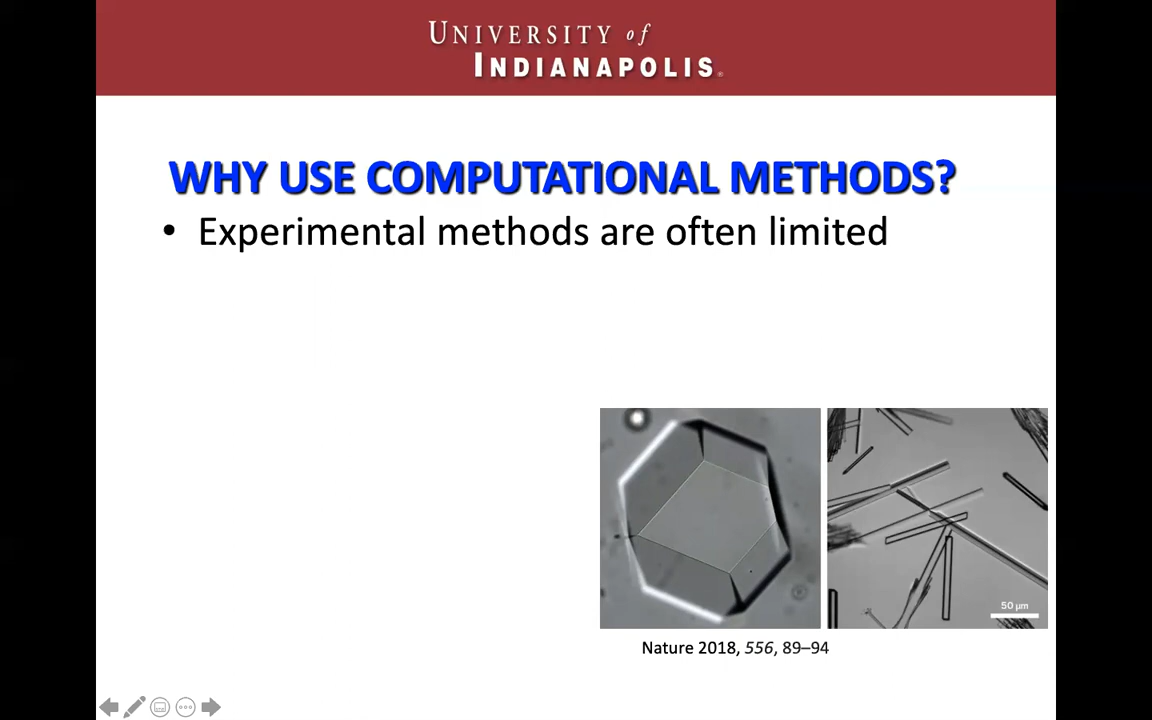 UNIVERSITY of
INDIANAPOLIS®
WHY USE COMPUTATIONAL METHODS?
• Experimental methods are often limited
50 µm
Nature 2018, 556, 89–94